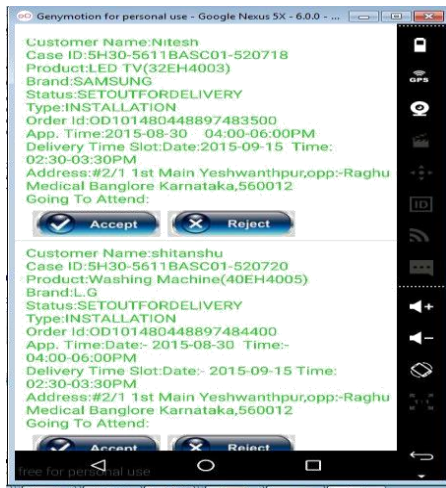 Genymotion for personal use - Google Nexus 5X - 6.0.0 - ...
Customer Name:Nitesh
Case ID:5H30-5611BASC01-520718
Product:LED TV(32EH4003)
Brand:SAMSUNG
Status:SETOUTFORDELIVERY
Type:INSTALLATION
Order Id:OD101480448897483500
App. Time:2015-08-30 04:00-06:00PM
Delivery Time Slot:Date:2015-09-15 Time:
02:30-03:30PM
Address:#2/1 1st Main Yeshwanthpur,opp:-Raghu
Medical Banglore Karnataka,560012
Going To Attend:
Accept Reject
Customer Name:shitanshu
Case ID:5H30-5611BASC01-520720
Product:Washing Machine(40EH4005)
Brand:L.G
Status:SETOUTFORDELIVERY
Type:INSTALLATION
Order Id:OD101480448897484400
App. Time:Date:- 2015-08-30 Time:-
04:00-06:00PM
Delivery Time Slot:Date:- 2015-09-15 Time:
02:30-03:30PM
Address:#2/1 1st Main Yeshwanthpur,opp:-Raghu
Medical Banglore Karnataka,560012
Going To Attend:
Accept Reject
free for personal use
GPS
ID